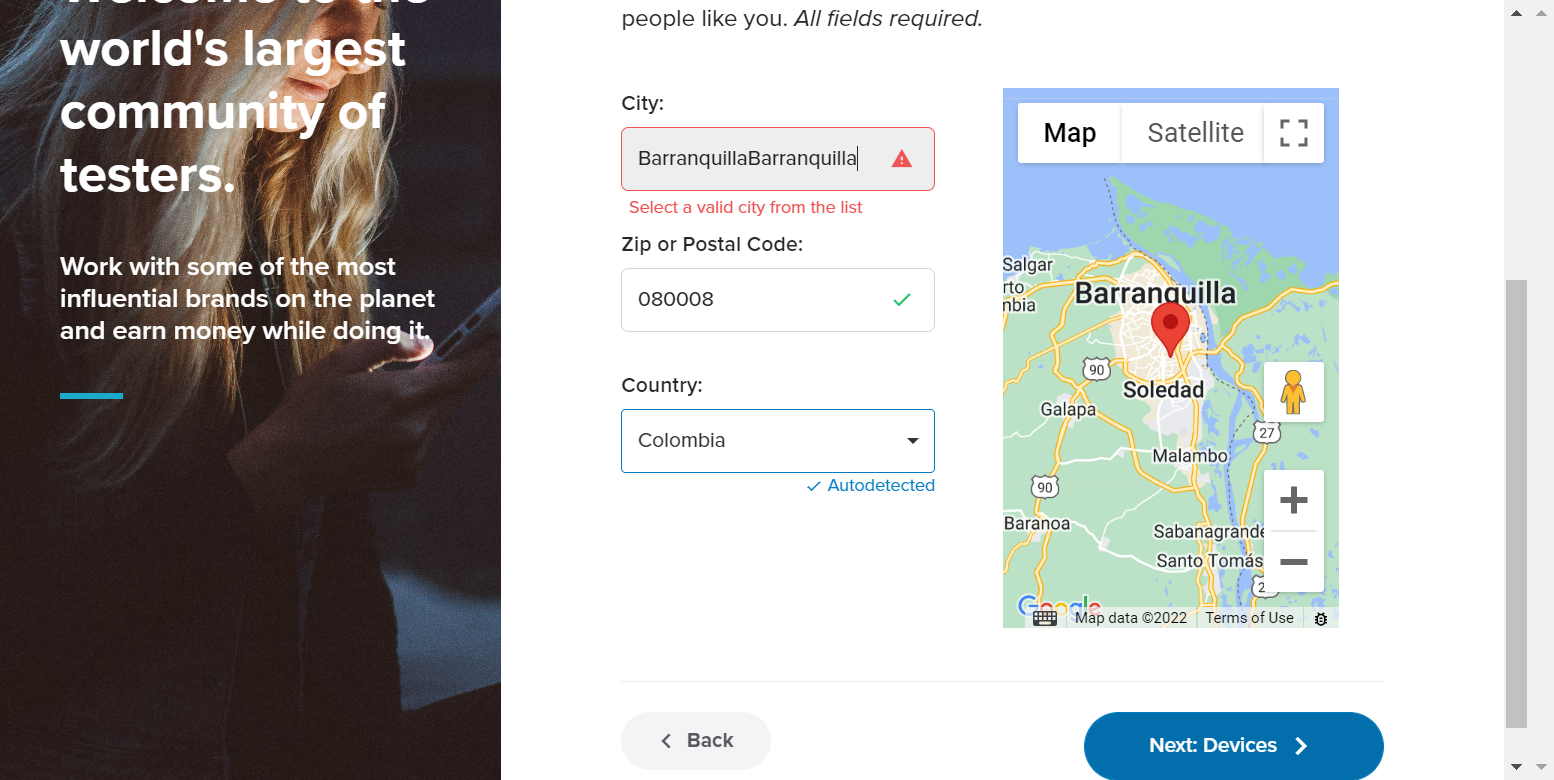 Welcome to the
world's largest
community of
testers.
Work with some of the most
influential brands on the planet
and earn money while doing it.
people like you. All fields required.
City:
BarranquillaBarranquilla
Select a valid city from the list
Zip or Postal Code:
080008
Country:
Colombia
Autodetected
Map
Satellite
Salgar
rto
nbia
Barranquilla
90
Soledad
Galapa
27
Malambo
90
Baranoa
Sabanagrande
Santo Tomás
2
Google
Map data ©2022
Terms of Use
Back
Next: Devices